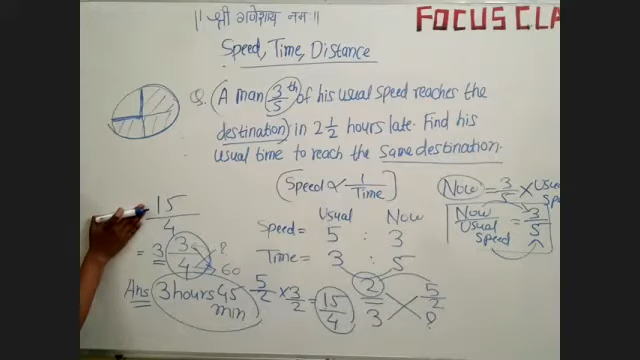 ।। श्री गणेशाय नमः ।।
FOCUS CLA
Speed, Time, Distance
Q. (A man 3/5 th of his usual speed reaches the
destination) in 2 1/2 hours late. Find his
usual time to reach the same destination.
(Speed ∝ 1/Time)
Now = 3/5 × Usual Spe
Now/Usual Speed = 3/5
Usual Now
Speed = 5 : 3
Time = 3 : 5
2
3 5/2
?
5/2 × 3/2 = 15/4
15/4
= 3 3/4 ?
60
Ans 3 hours 45 min